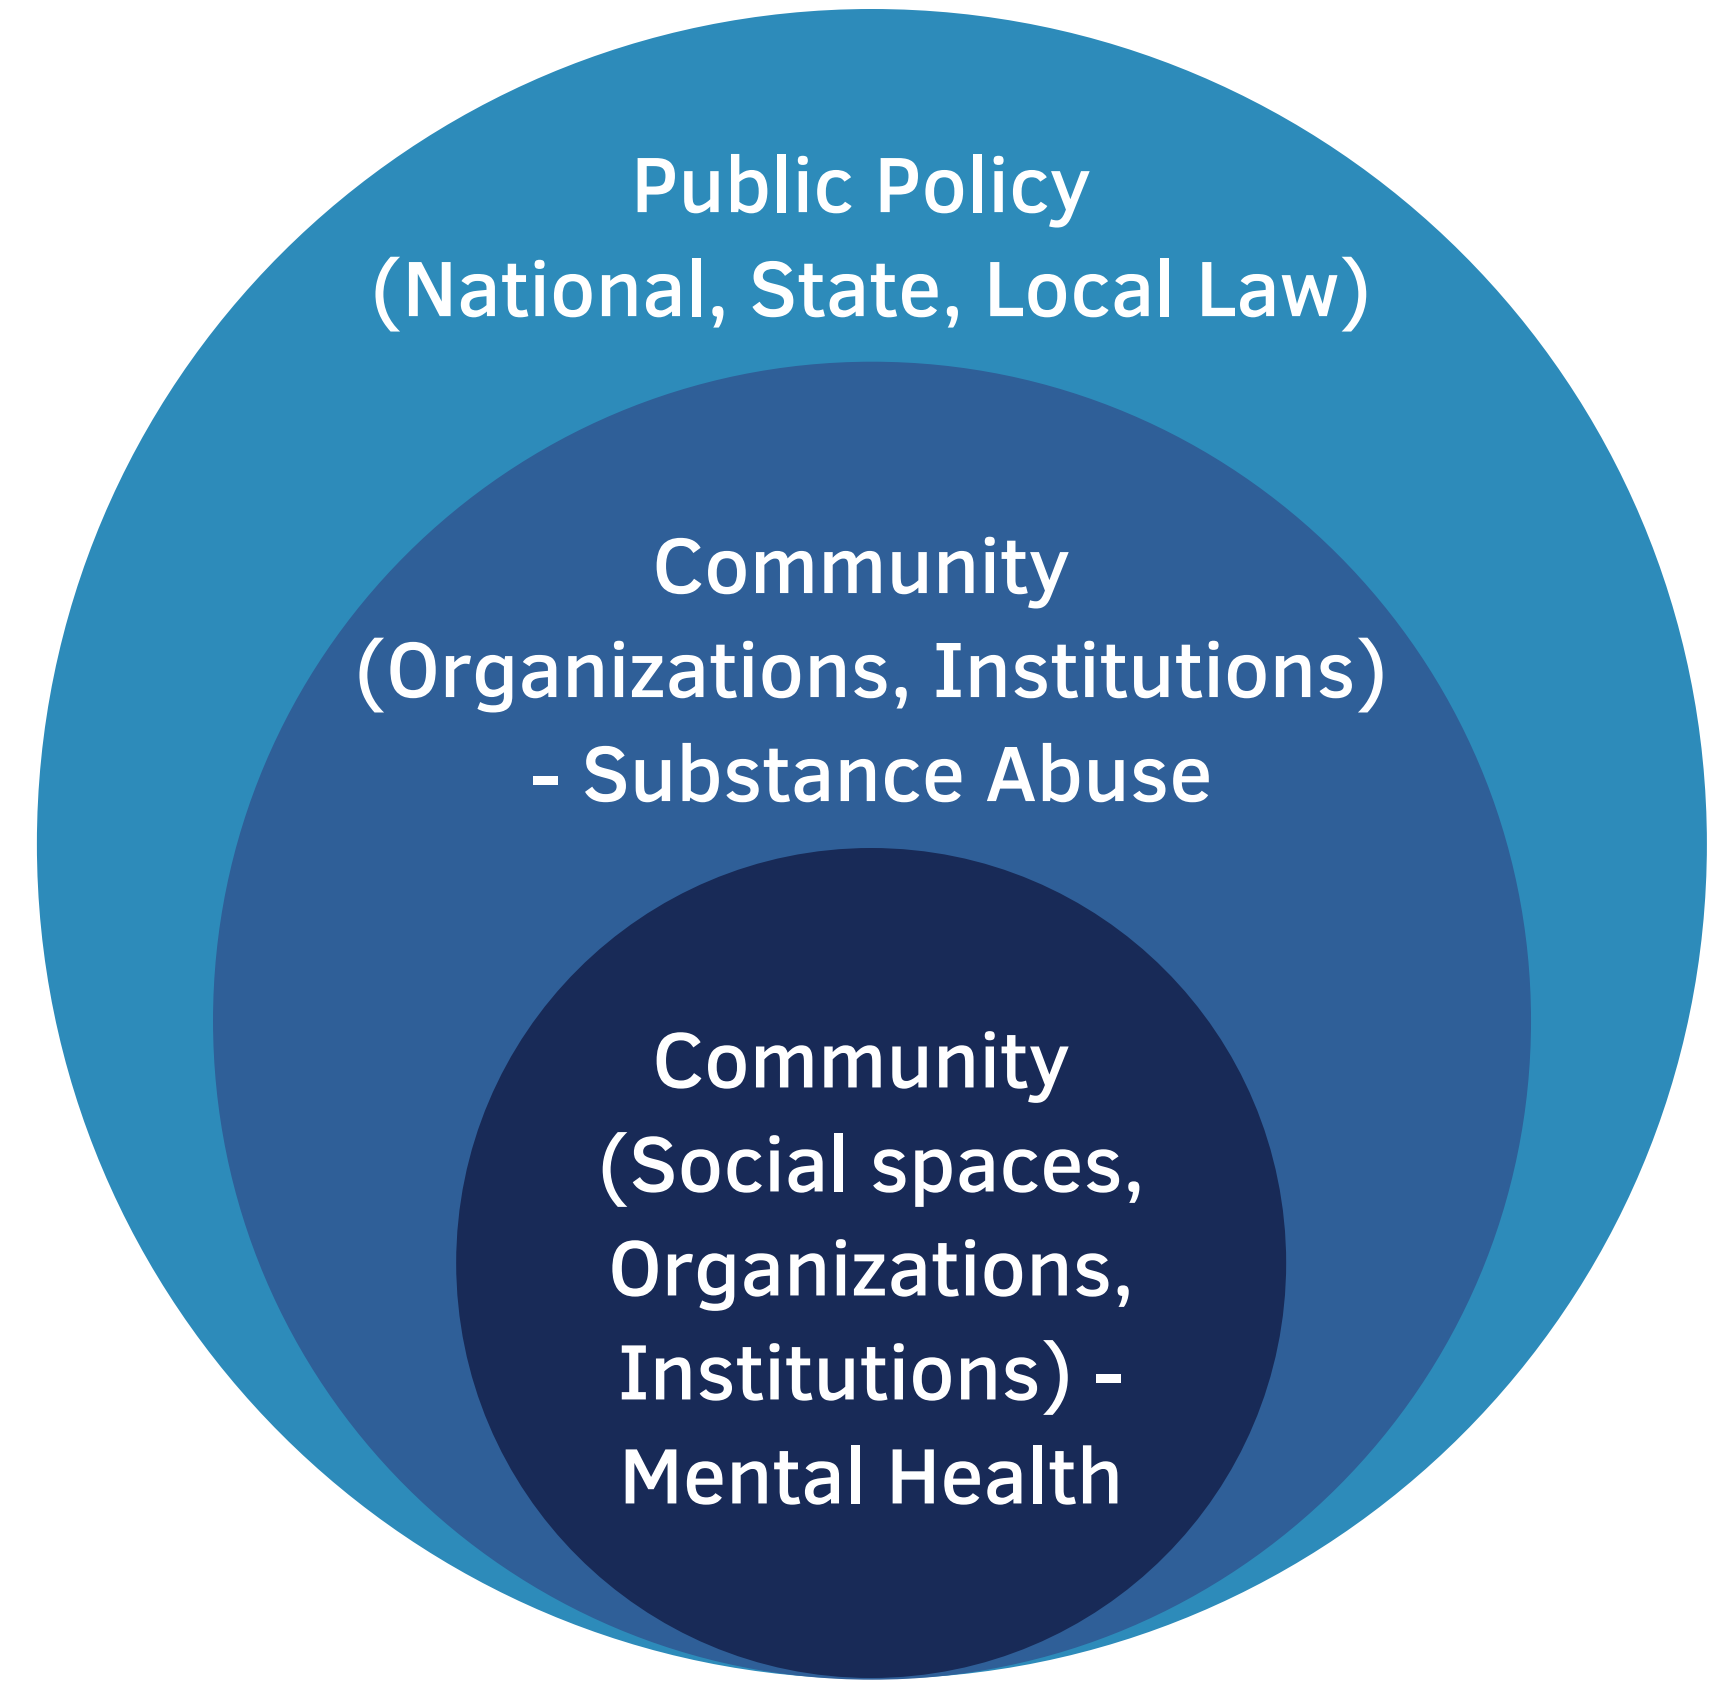 Public Policy
(National, State, Local Law)
Community
(Organizations, Institutions)
- Substance Abuse
Community
(Social spaces,
Organizations,
Institutions) -
Mental Health